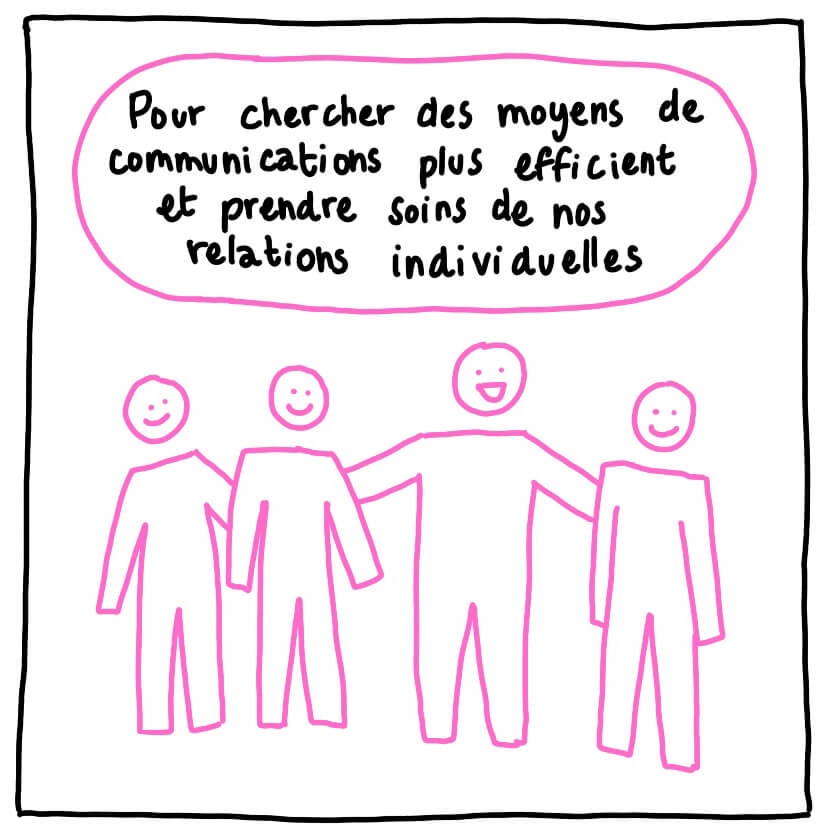 Pour chercher des moyens de
communications plus efficient
et prendre soins de nos
relations individuelles